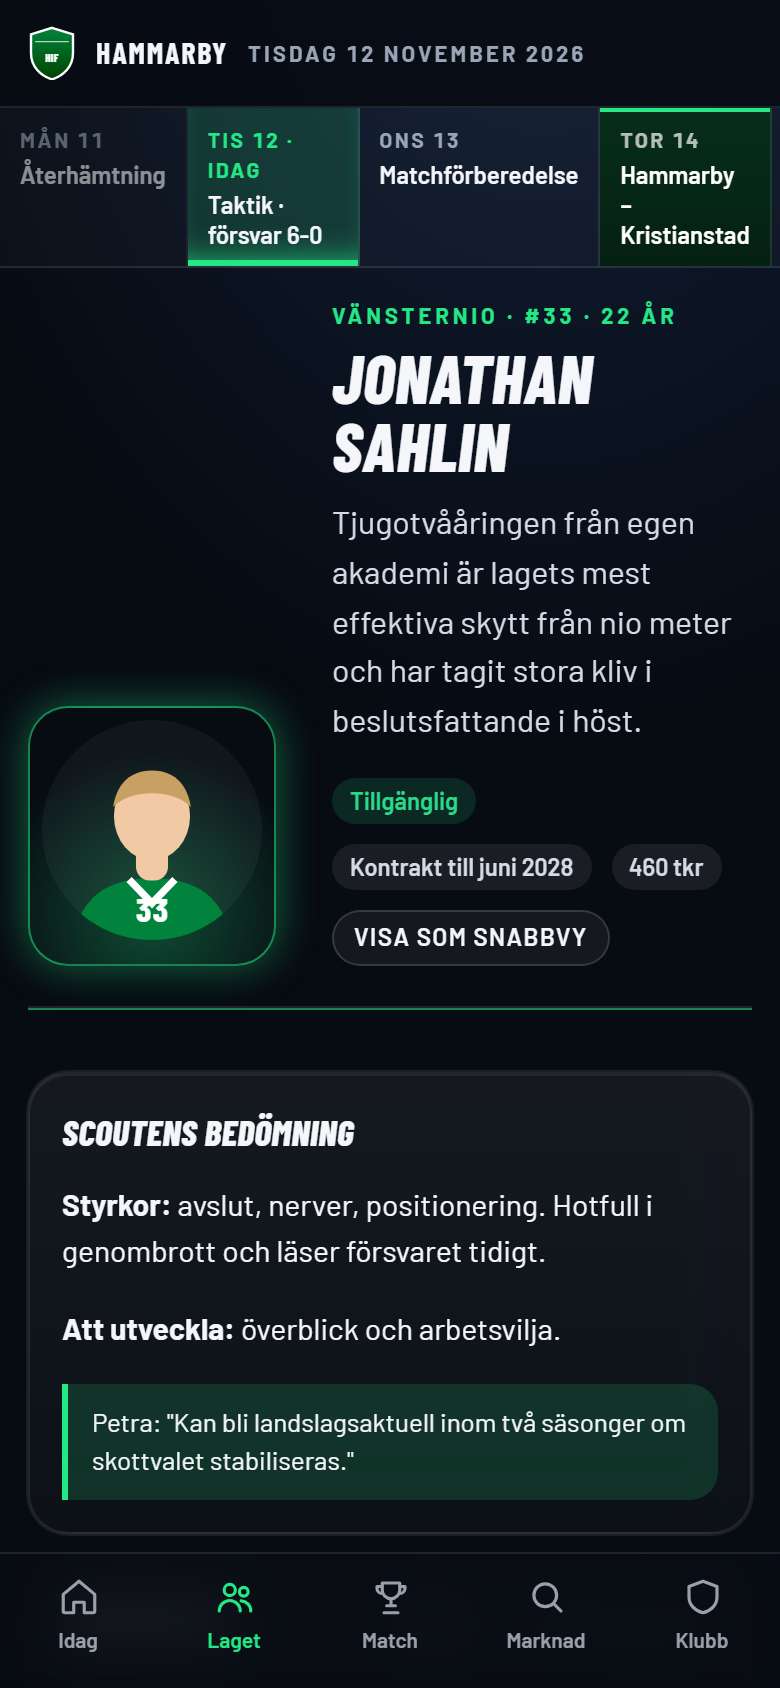 HIF
HAMMARBY TISDAG 12 NOVEMBER 2026
MÅN 11
Återhämtning
TIS 12 ·
IDAG
Taktik ·
försvar 6-0
ONS 13
Matchförberedelse
TOR 14
Hammarby
–
Kristianstad
VÄNSTERNIO · #33 · 22 ÅR
JONATHAN
SAHLIN
Tjugotvååringen från egen
akademi är lagets mest
effektiva skytt från nio meter
och har tagit stora kliv i
beslutsfattande i höst.
33
Tillgänglig
Kontrakt till juni 2028
460 tkr
VISA SOM SNABBVY
SCOUTENS BEDÖMNING
Styrkor: avslut, nerver, positionering. Hotfull i
genombrott och läser försvaret tidigt.
Att utveckla: överblick och arbetsvilja.
Petra: "Kan bli landslagsaktuell inom två säsonger om
skottvalet stabiliseras."
Idag
Laget
Match
Marknad
Klubb